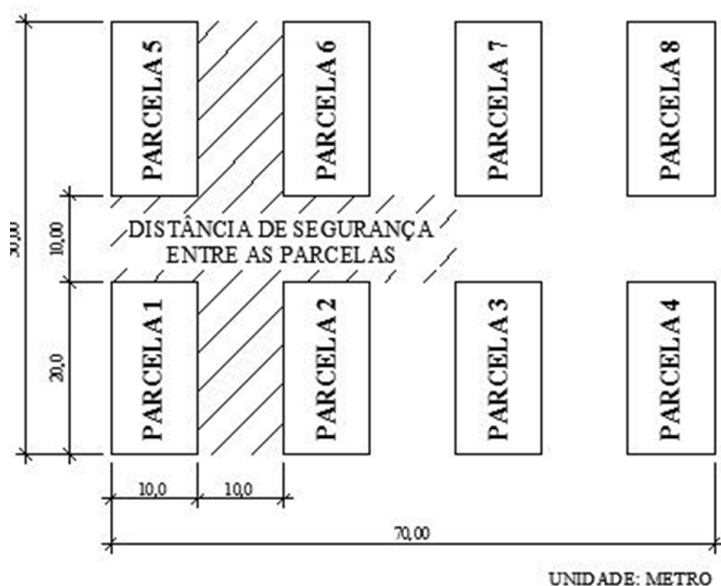 PARCELA 5
PARCELA 6
PARCELA 7
PARCELA 8
10,00
DISTÂNCIA DE SEGURANÇA
ENTRE AS PARCELAS
20,0
PARCELA 1
PARCELA 2
PARCELA 3
PARCELA 4
10,0
10,0
70,00
UNIDADE: METRO